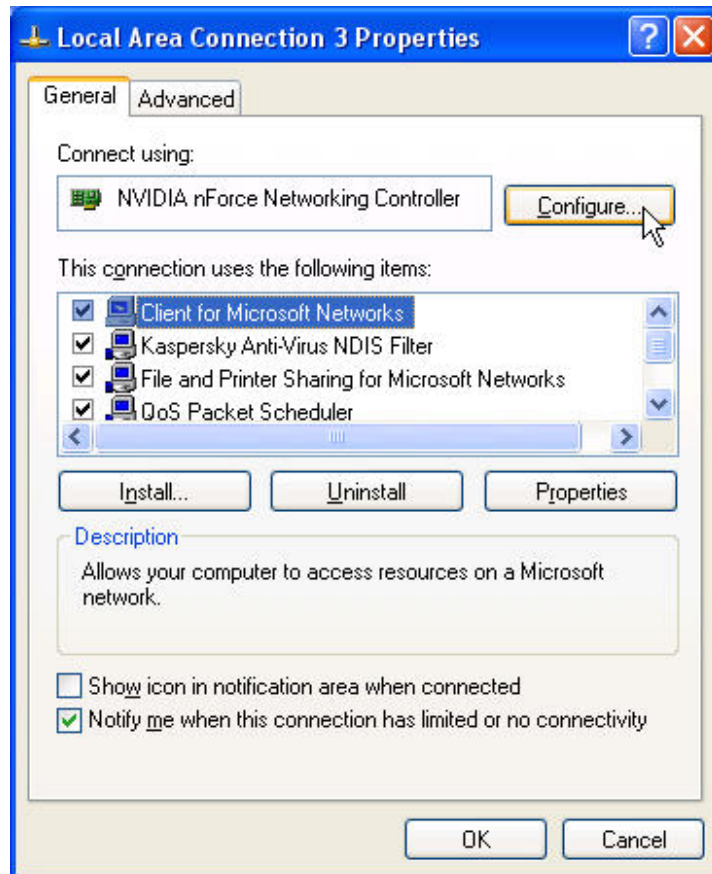 Local Area Connection 3 Properties
General
Advanced
Connect using:
NVIDIA nForce Networking Controller
Configure...
This connection uses the following items:
Client for Microsoft Networks
Kaspersky Anti-Virus NDIS Filter
File and Printer Sharing for Microsoft Networks
QoS Packet Scheduler
Install...
Uninstall
Properties
Description
Allows your computer to access resources on a Microsoft
network.
Show icon in notification area when connected
Notify me when this connection has limited or no connectivity
OK
Cancel